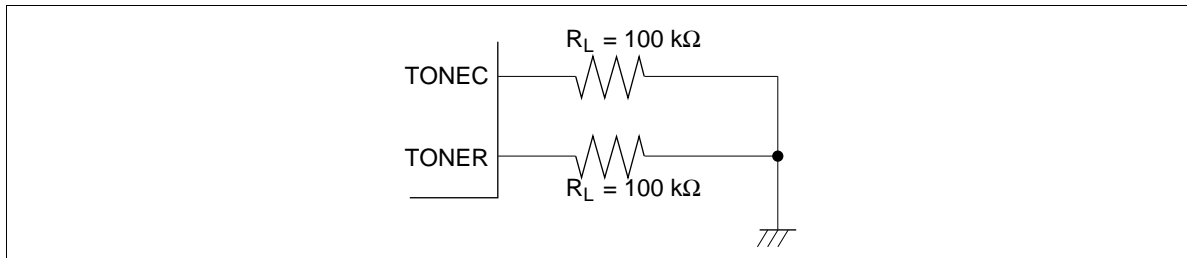 R_L = 100 kΩ
TONEC
TONER
R_L = 100 kΩ